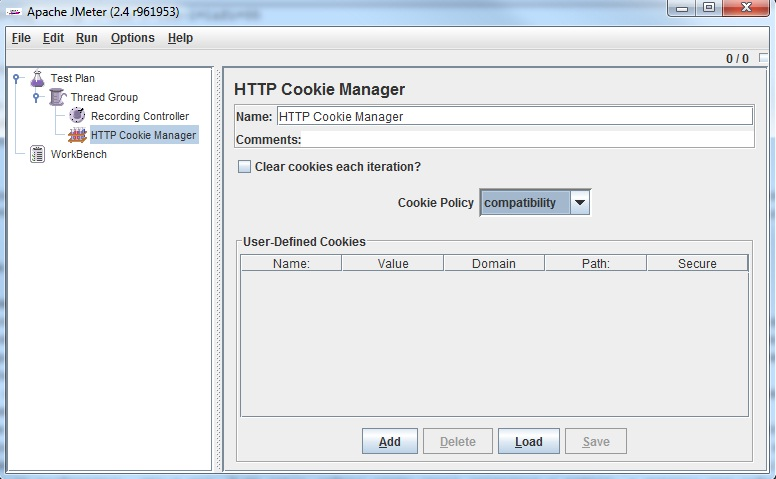 Apache JMeter (2.4 r961953)
File Edit Run Options Help
0 / 0
Test Plan
Thread Group
Recording Controller
HTTP Cookie Manager
WorkBench
HTTP Cookie Manager
Name: HTTP Cookie Manager
Comments:
Clear cookies each iteration?
Cookie Policy compatibility
User-Defined Cookies
Name: Value Domain Path: Secure
Add Delete Load Save